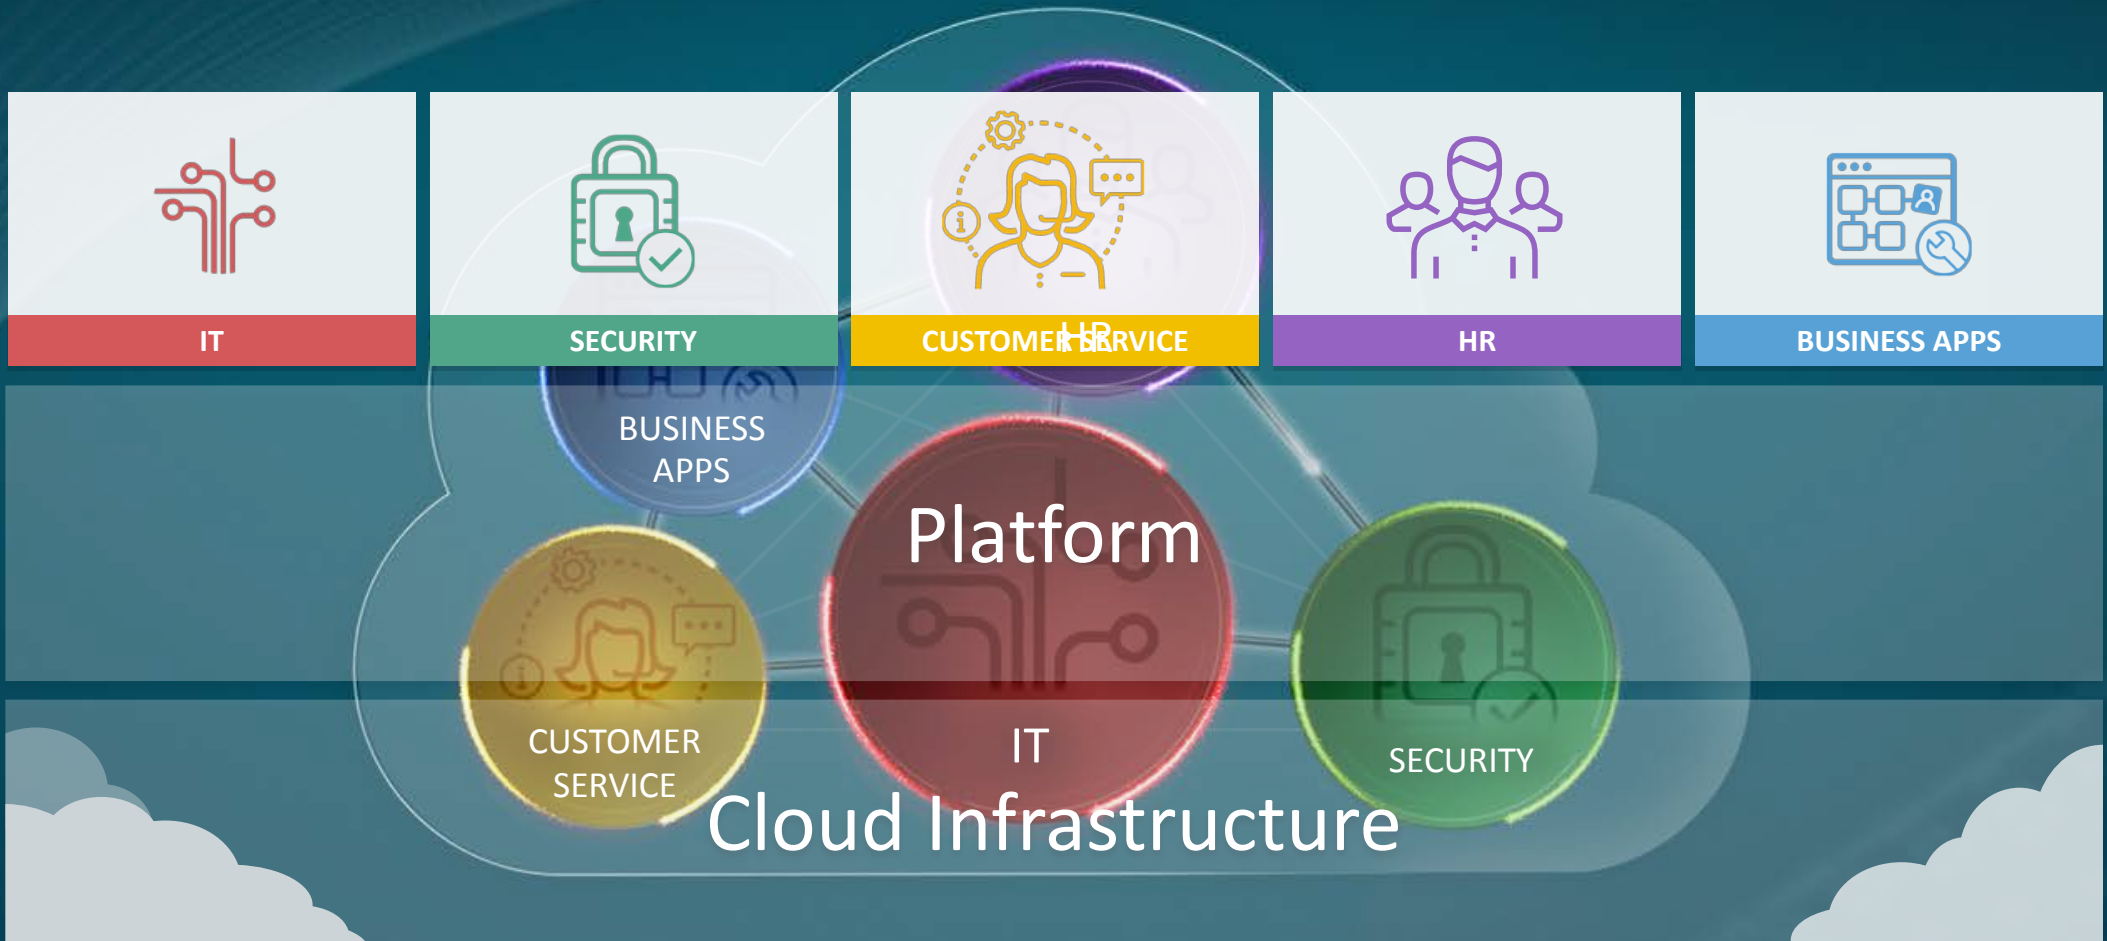 IT
SECURITY
CUSTOMER SERVICE
HR
HR
BUSINESS APPS
BUSINESS
APPS
Platform
CUSTOMER
SERVICE
IT
SECURITY
Cloud Infrastructure